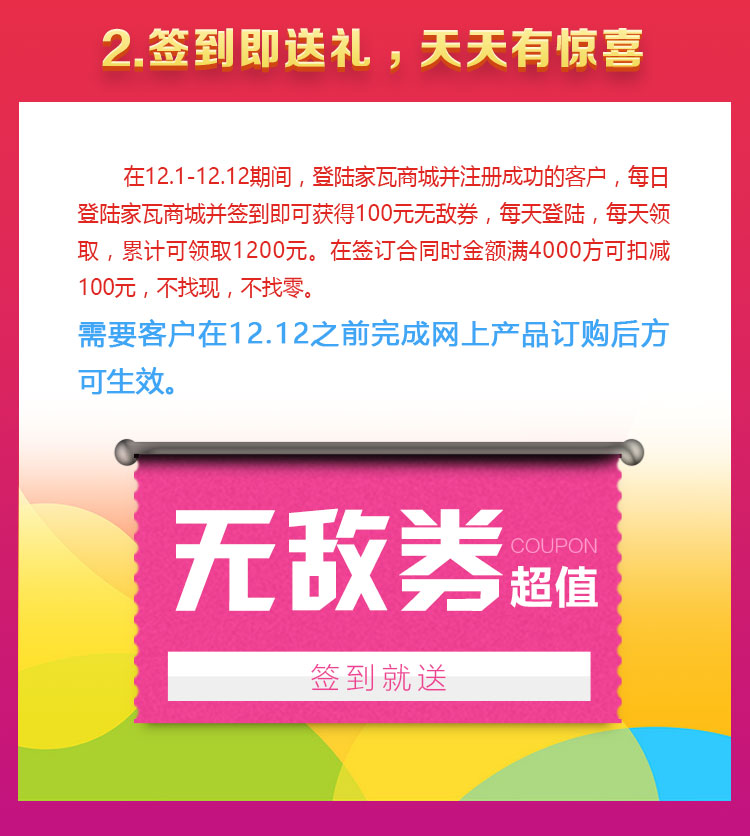 2.签到即送礼，天天有惊喜
在12.1-12.12期间，登陆家瓦商城并注册成功的客户，每日
登陆家瓦商城并签到即可获得100元无敌券，每天登陆，每天领
取，累计可领取1200元。在签订合同时金额满4000方可扣减
100元，不找现，不找零。
需要客户在12.12之前完成网上产品订购后方
可生效。
无敌券
COUPON
超值
签到就送